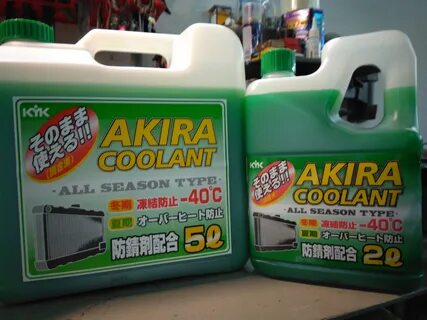 KYK
そのまま
使える!!
AKIRA
COOLANT
ALL SEASON TYPE
冬期 凍結防止-40℃
夏期 オーバーヒート防止
防錆剤配合 5ℓ
KYK
そのまま
使える!!
AKIRA
COOLANT
ALL SEASON TYPE
冬期 凍結防止-40℃
夏期 オーバーヒート防止
防錆剤配合 2ℓ